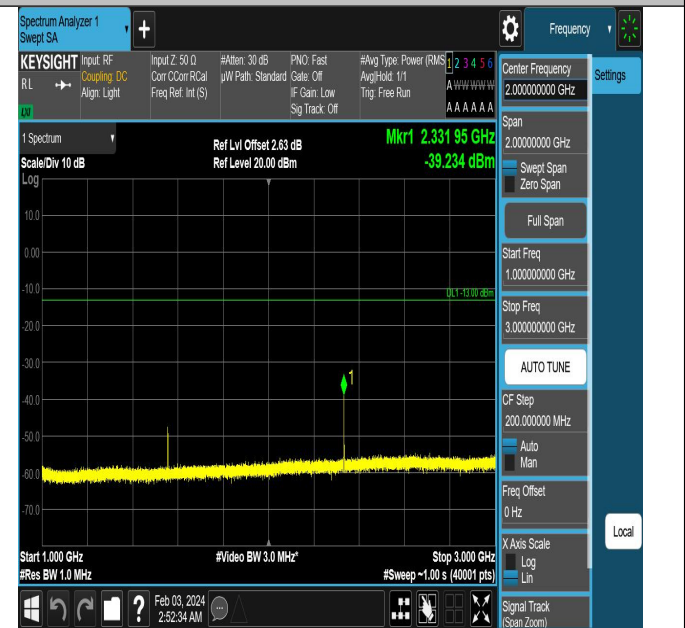 Spectrum Analyzer 1
Swept SA
Frequency
KEYSIGHT
RL
LXI
Input: RF
Coupling: DC
Align: Light
Input Z: 50 Ω
Corr CCorr RCal
Freq Ref: Int (S)
#Atten: 30 dB
µW Path: Standard
PNO: Fast
Gate: Off
IF Gain: Low
Sig Track: Off
#Avg Type: Power (RMS
Avg|Hold: 1/1
Trig: Free Run
1 2 3 4 5 6
A W W W W W
A A A A A A
1 Spectrum
Scale/Div 10 dB
Log
Ref Lvl Offset 2.63 dB
Ref Level 20.00 dBm
Mkr1 2.331 95 GHz
-39.234 dBm
10.0
0.00
-10.0
DL1 -13.00 dBm
-20.0
-30.0
1
-40.0
-50.0
-60.0
-70.0
Start 1.000 GHz
#Res BW 1.0 MHz
#Video BW 3.0 MHz*
Stop 3.000 GHz
#Sweep ~1.00 s (40001 pts)
Feb 03, 2024
2:52:34 AM
Center Frequency
2.00000000 GHz
Settings
Span
2.00000000 GHz
Swept Span
Zero Span
Full Span
Start Freq
1.000000000 GHz
Stop Freq
3.000000000 GHz
AUTO TUNE
CF Step
200.000000 MHz
Auto
Man
Freq Offset
0 Hz
Local
X Axis Scale
Log
Lin
Signal Track
(Span Zoom)